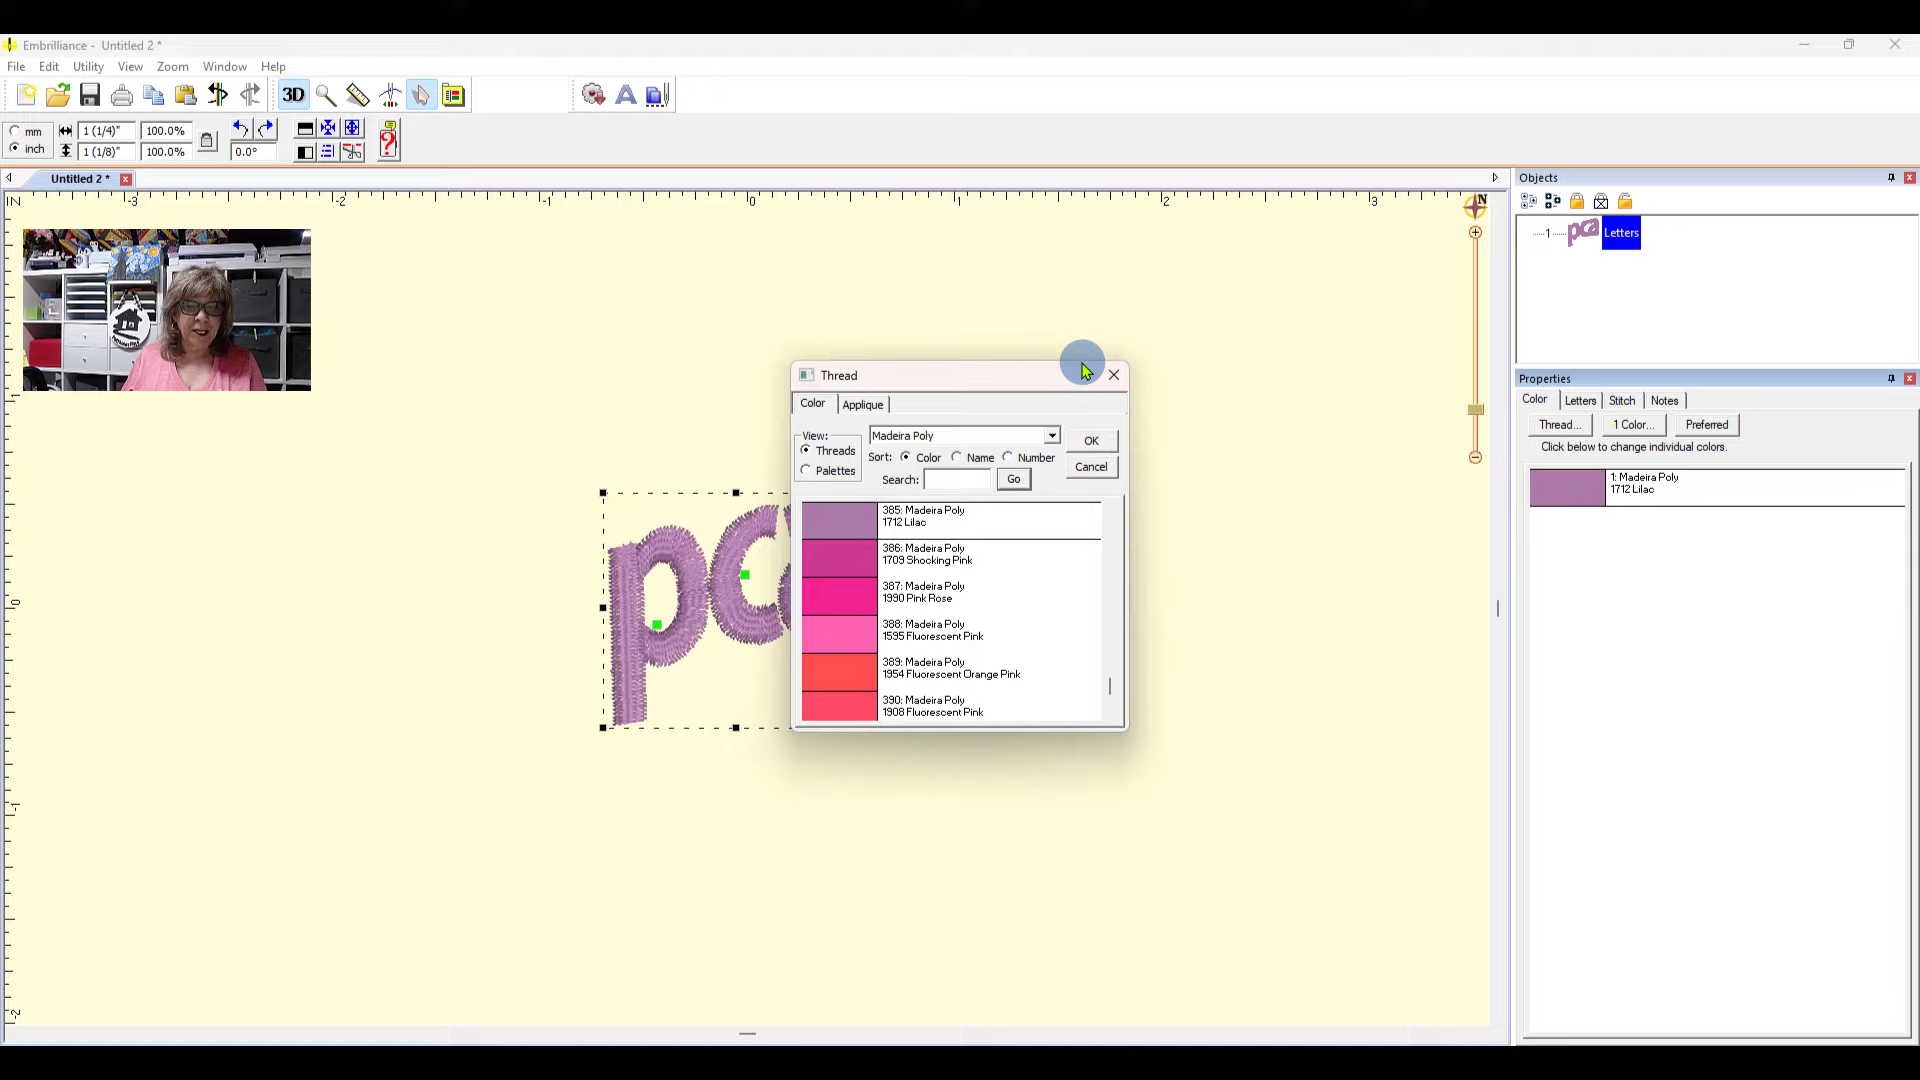 Embrilliance - Untitled 2 *
File Edit Utility View Zoom Window Help
3D
mm 1 (1/4)" 100.0%
inch 1 (1/8)" 100.0% 0.0°
Untitled 2 *
IN -3 -2 -1 0 1 2 3
N
Objects
1 pca Letters
Properties
Color Letters Stitch Notes
Thread... 1 Color... Preferred
Click below to change individual colors.
1: Madeira Poly
1712 Lilac
Thread
Color Applique
View:
Threads
Palettes
Madeira Poly
OK
Sort: Color Name Number
Cancel
Search: Go
385: Madeira Poly
1712 Lilac
386: Madeira Poly
1709 Shocking Pink
387: Madeira Poly
1990 Pink Rose
388: Madeira Poly
1595 Fluorescent Pink
389: Madeira Poly
1954 Fluorescent Orange Pink
390: Madeira Poly
1908 Fluorescent Pink
pc
1
0
-1
-2